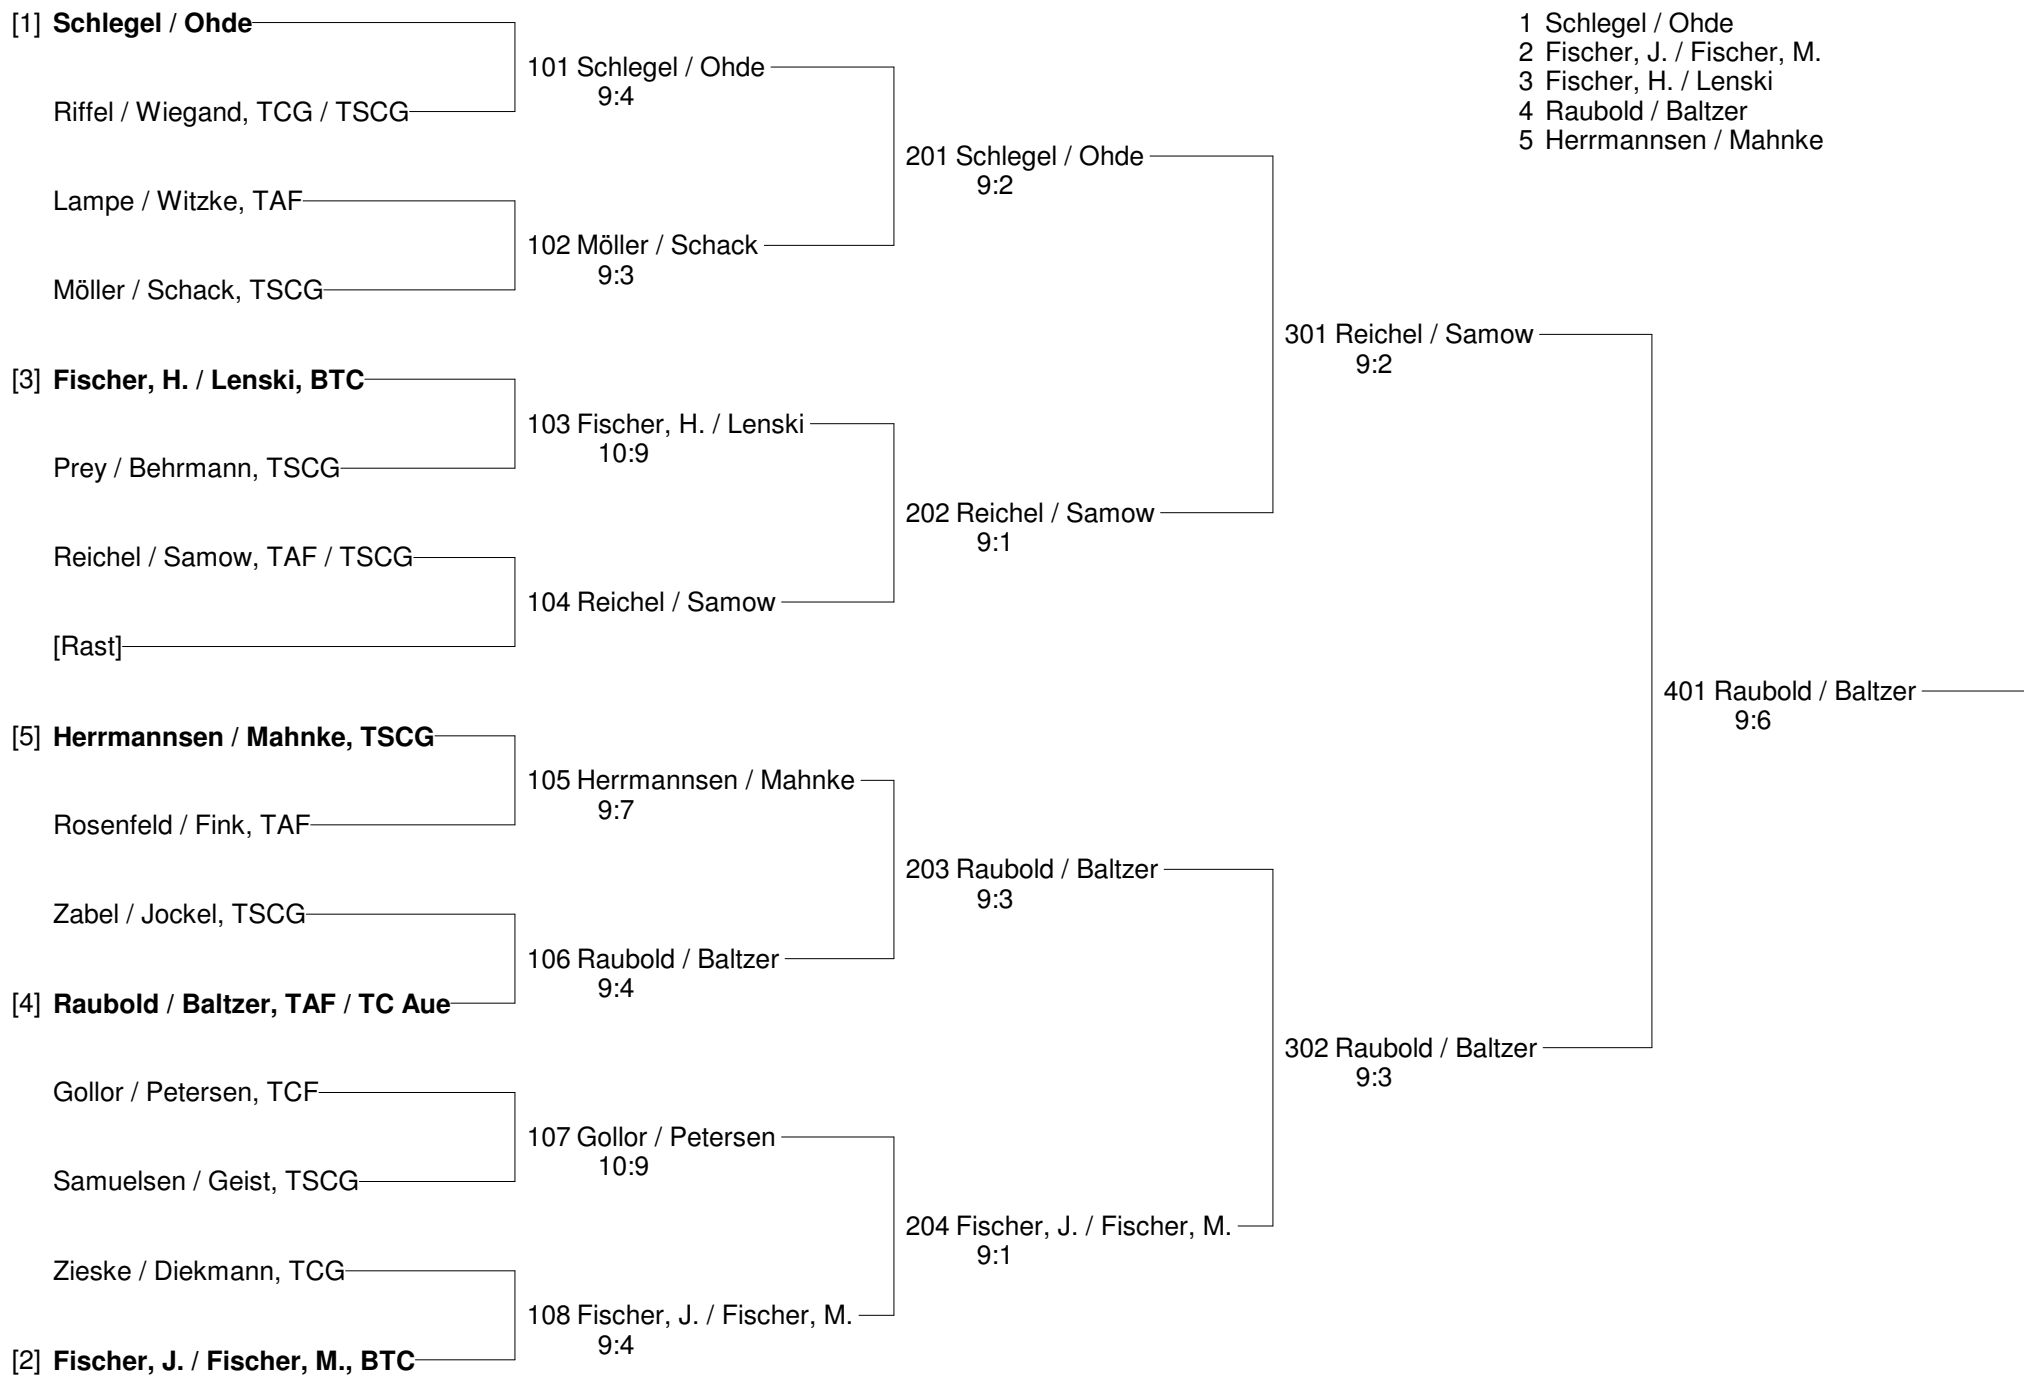 [1] Schlegel / Ohde
Riffel / Wiegand, TCG / TSCG
Lampe / Witzke, TAF
Möller / Schack, TSCG
[3] Fischer, H. / Lenski, BTC
Prey / Behrmann, TSCG
Reichel / Samow, TAF / TSCG
[Rast]
[5] Herrmannsen / Mahnke, TSCG
Rosenfeld / Fink, TAF
Zabel / Jockel, TSCG
[4] Raubold / Baltzer, TAF / TC Aue
Gollor / Petersen, TCF
Samuelsen / Geist, TSCG
Zieske / Diekmann, TCG
[2] Fischer, J. / Fischer, M., BTC
101 Schlegel / Ohde
9:4
102 Möller / Schack
9:3
103 Fischer, H. / Lenski
10:9
104 Reichel / Samow
105 Herrmannsen / Mahnke
9:7
106 Raubold / Baltzer
9:4
107 Gollor / Petersen
10:9
108 Fischer, J. / Fischer, M.
9:4
201 Schlegel / Ohde
9:2
202 Reichel / Samow
9:1
203 Raubold / Baltzer
9:3
204 Fischer, J. / Fischer, M.
9:1
301 Reichel / Samow
9:2
302 Raubold / Baltzer
9:3
401 Raubold / Baltzer
9:6
1 Schlegel / Ohde
2 Fischer, J. / Fischer, M.
3 Fischer, H. / Lenski
4 Raubold / Baltzer
5 Herrmannsen / Mahnke